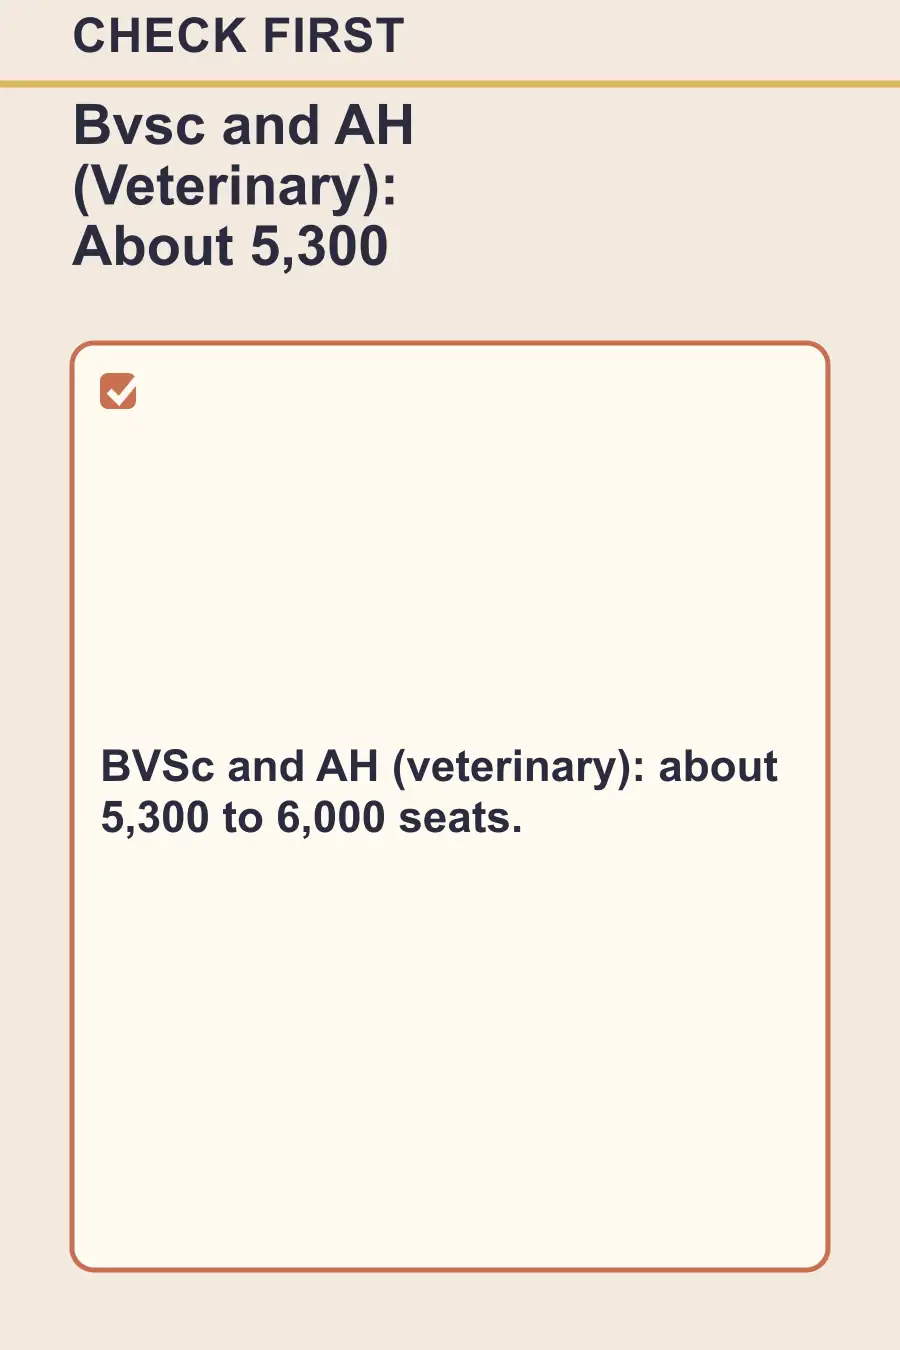 CHECK FIRST
Bvsc and AH
(Veterinary):
About 5,300
BVSc and AH (veterinary): about
5,300 to 6,000 seats.